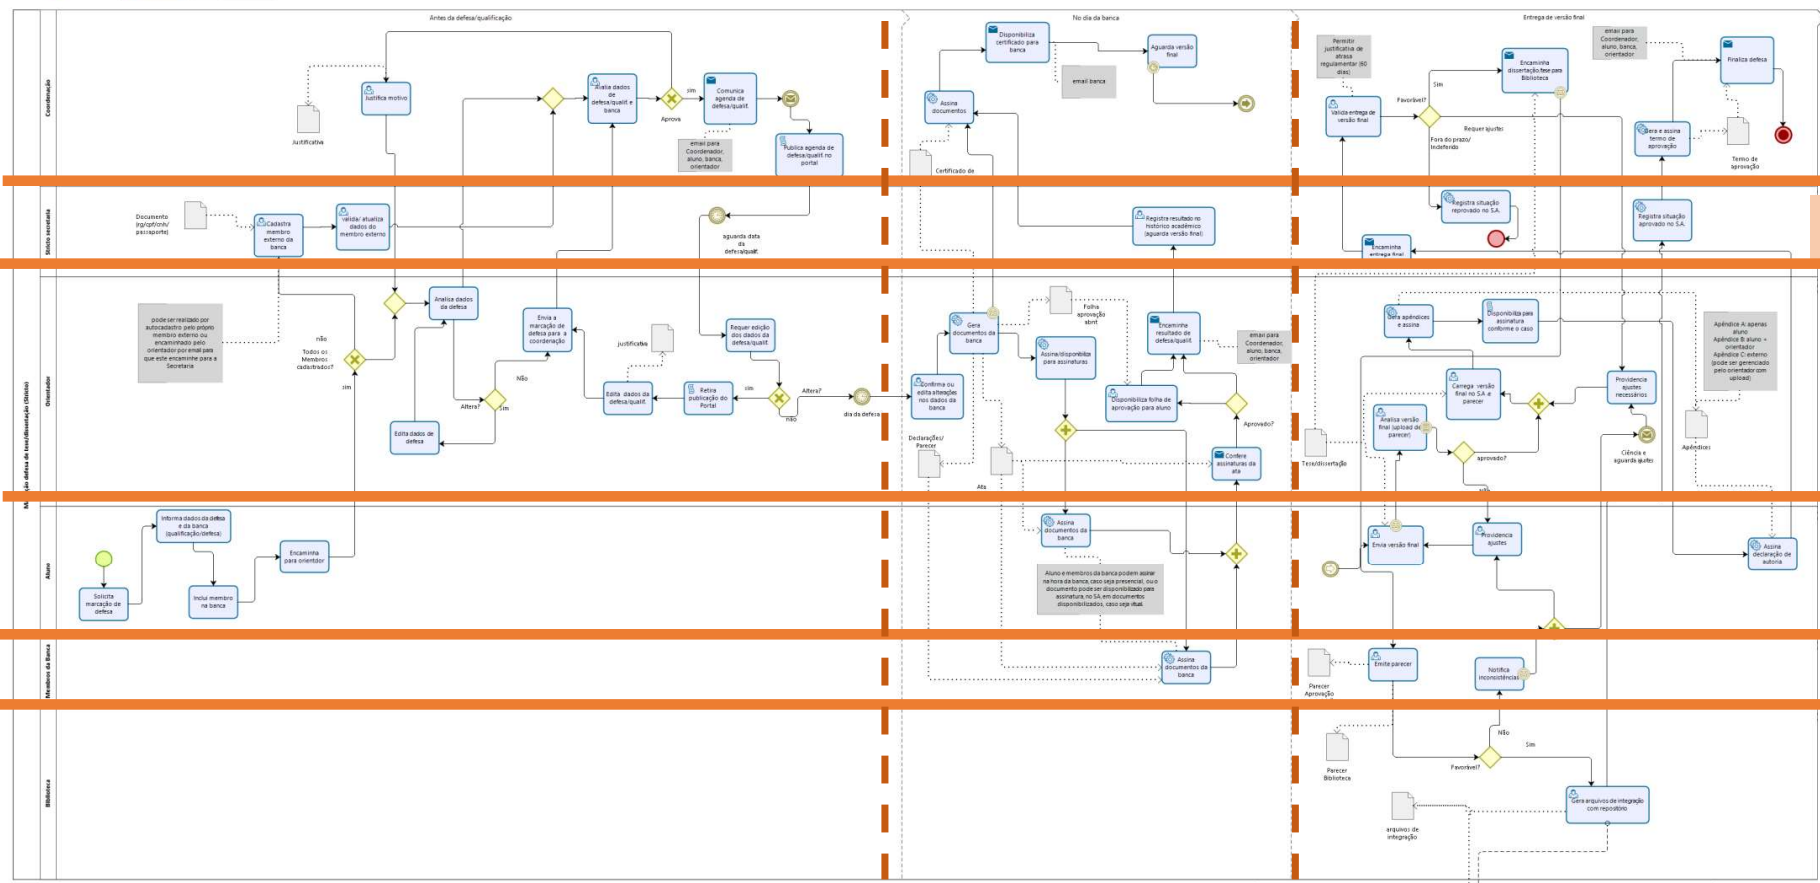 Antes da defesa/qualificação
No dia da banca
Entrega de versão final
Coordenação
Justifica motivo
Justificativa
Avalia dados
de
defesa/qualif. e
banca
sim
Aprova
Comunica
agenda de
defesa/qualif.
email para
Coordenador,
aluno, banca,
orientador
Publica agenda de
defesa/qualif. no
portal
Disponibiliza
certificado para
banca
email banca
Aguarda versão
final
Assina
documentos
Certificado de
Permitir
justificativa de
atraso
regulamentar (60
dias)
Valida entrega de
versão final
Favorável?
Sim
Requer ajustes
Fora do prazo/
Indeferido
Encaminha
dissertação/tese para
Biblioteca
email para
Coordenador,
aluno, banca,
orientador
Finaliza defesa
Gera e assina
termo de
aprovação
Termo de
aprovação
Documento
(rg/cpf/cnh/
passaporte)
Cadastra
membro
externo da
banca
Valida/ atualiza
dados do
membro externo
aguarda data
da
defesa/qualif.
Registra resultado no
histórico acadêmico
(aguarda versão final)
Registra situação
reprovado no S.A.
Encaminha
entrega final
Registra situação
aprovado no S.A.
Orientador
pode ser realizado por
autocadastro pelo próprio
membro externo ou
encaminhado pelo
orientador por email para
que este encaminhe para a
Secretaria
não
Todos os
Membros
cadastrados?
sim
Analisa dados
da defesa
Altera?
Sim
Não
Edita dados de
defesa
Envia a
marcação de
defesa para a
coordenação
justificativa
Edita dados da
defesa/qualif.
Retira
publicação do
Portal
Requer edição
dos dados da
defesa/qualif.
sim
não
Altera?
dia da defesa
Confirma ou
edita alterações
nos dados da
banca
Gera
documentos da
banca
Declarações/
Parecer
Ata
Folha
aprovação
abnt
Assina/disponibiliza
para assinaturas
Encaminha
resultado de
defesa/qualif.
email para
Coordenador,
aluno, banca,
orientador
Disponibiliza folha de
aprovação para aluno
Aprovado?
Confere
assinaturas da
ata
Gera apêndices
e assina
Disponibiliza para
assinatura
conforme o caso
Carrega versão
final no S.A. e
parecer
Analisa versão
final (upload de
parecer)
aprovado?
Tese/dissertação
Providencia
ajustes
necessários
Ciência e
aguarda ajustes
Apêndice A: apenas
aluno
Apêndice B: aluno +
orientador
Apêndice C: externo
(pode ser gerenciado
pelo orientador com
upload)
Apêndices
Aluno
Solicita
marcação de
defesa
Informa dados da defesa
e da banca
(qualificação/defesa)
Inclui membro
na banca
Encaminha
para orientdor
Assina
documentos da
banca
Aluno e membros da banca podem assinar
na hora da banca, caso seja presencial, ou o
documento pode ser disponibilizado para
assinatura, no SA, em documentos
disponibilizados, caso seja virtual
Envia versão final
Providencia
ajustes
Assina
declaração de
autoria
Membros da Banca
Assina
documentos da
banca
Emite parecer
Parecer
Aprovação
Notifica
inconsistências
Biblioteca
Parecer
Biblioteca
Favorável?
Não
Sim
Gera arquivos de integração
com repositório
arquivos de
integração